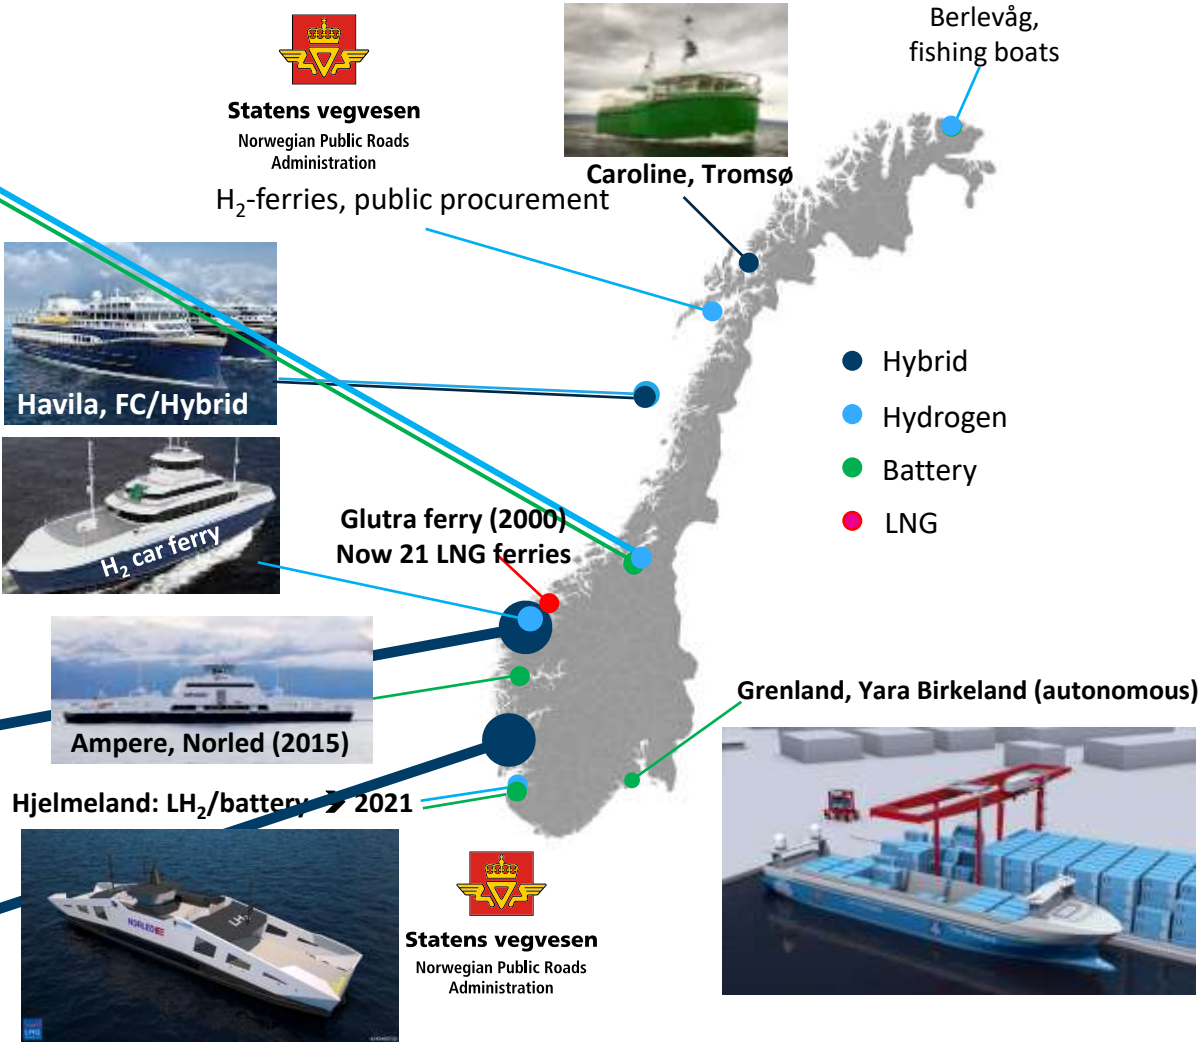 Berlevåg,
fishing boats
Statens vegvesen
Norwegian Public Roads
Administration
Caroline, Tromsø
H₂-ferries, public procurement
Havila, FC/Hybrid
Hybrid
Hydrogen
Battery
LNG
H₂ car ferry
Glutra ferry (2000)
Now 21 LNG ferries
Ampere, Norled (2015)
Grenland, Yara Birkeland (autonomous)
Hjelmeland: LH₂/battery ➔ 2021
NORLED
LH₂
LMG
Statens vegvesen
Norwegian Public Roads
Administration